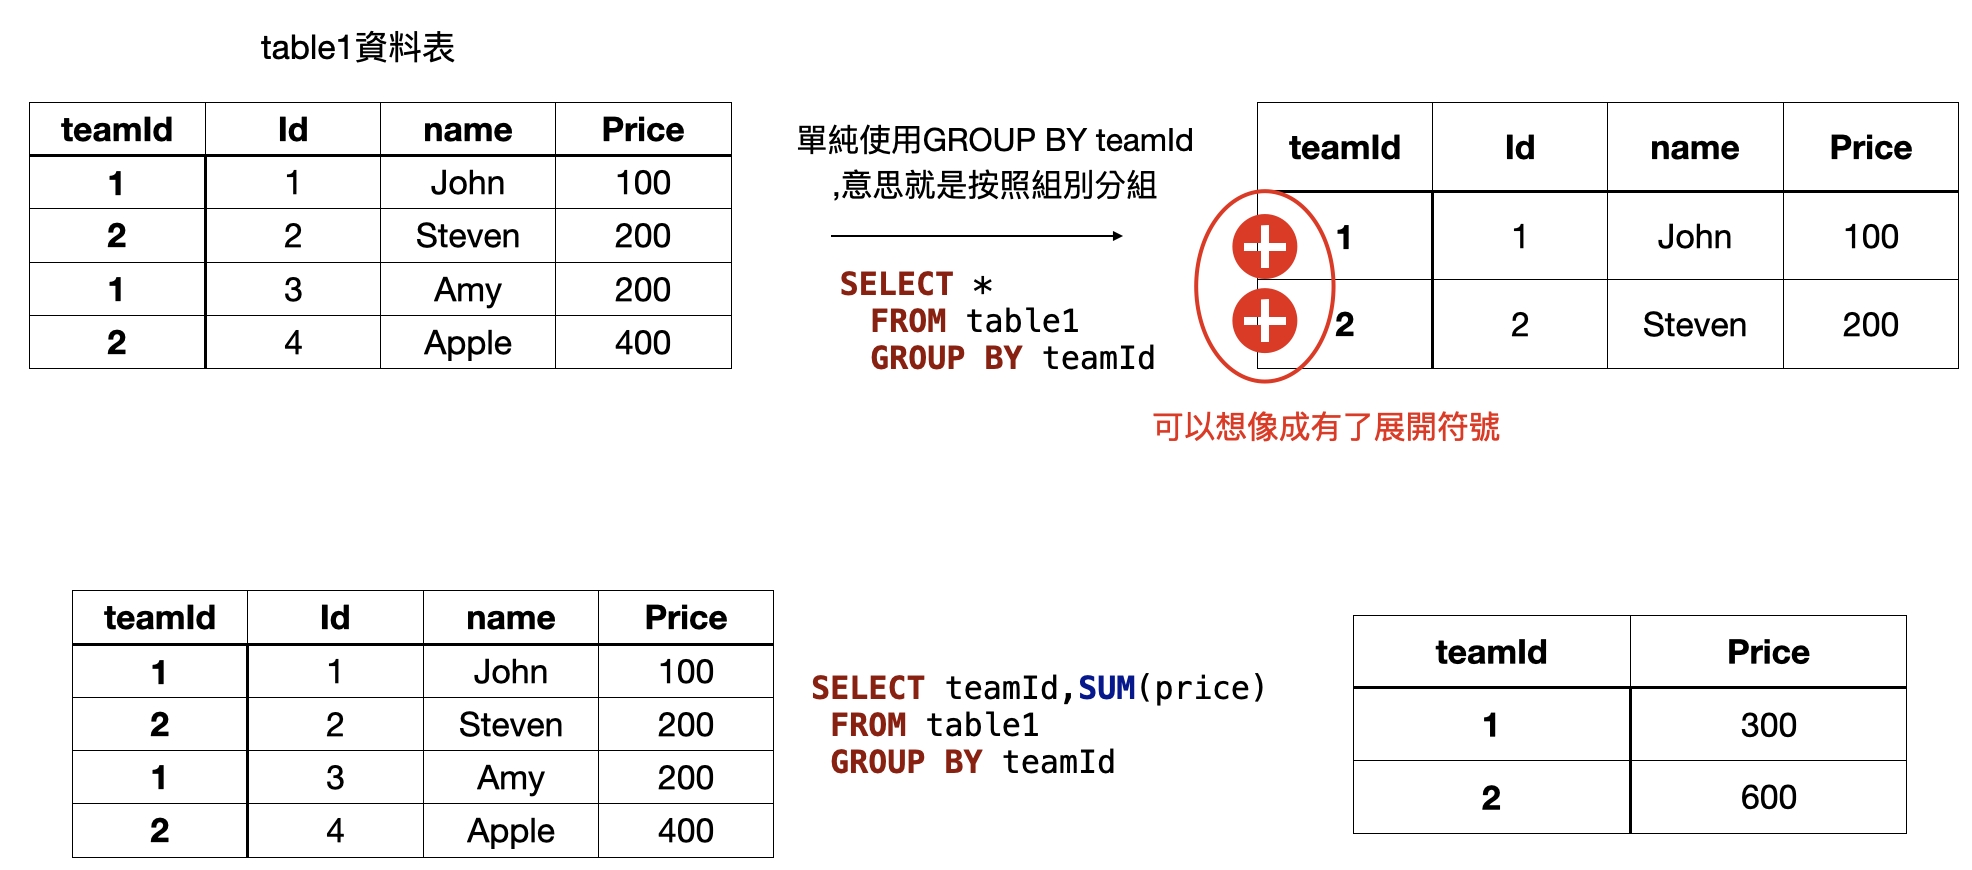 table1資料表
teamId Id name Price
1 1 John 100
2 2 Steven 200
1 3 Amy 200
2 4 Apple 400
單純使用GROUP BY teamId
,意思就是按照組別分組
SELECT *
FROM table1
GROUP BY teamId
teamId Id name Price
1 1 John 100
2 2 Steven 200
可以想像成有了展開符號
teamId Id name Price
1 1 John 100
2 2 Steven 200
1 3 Amy 200
2 4 Apple 400
SELECT teamId,SUM(price)
FROM table1
GROUP BY teamId
teamId Price
1 300
2 600